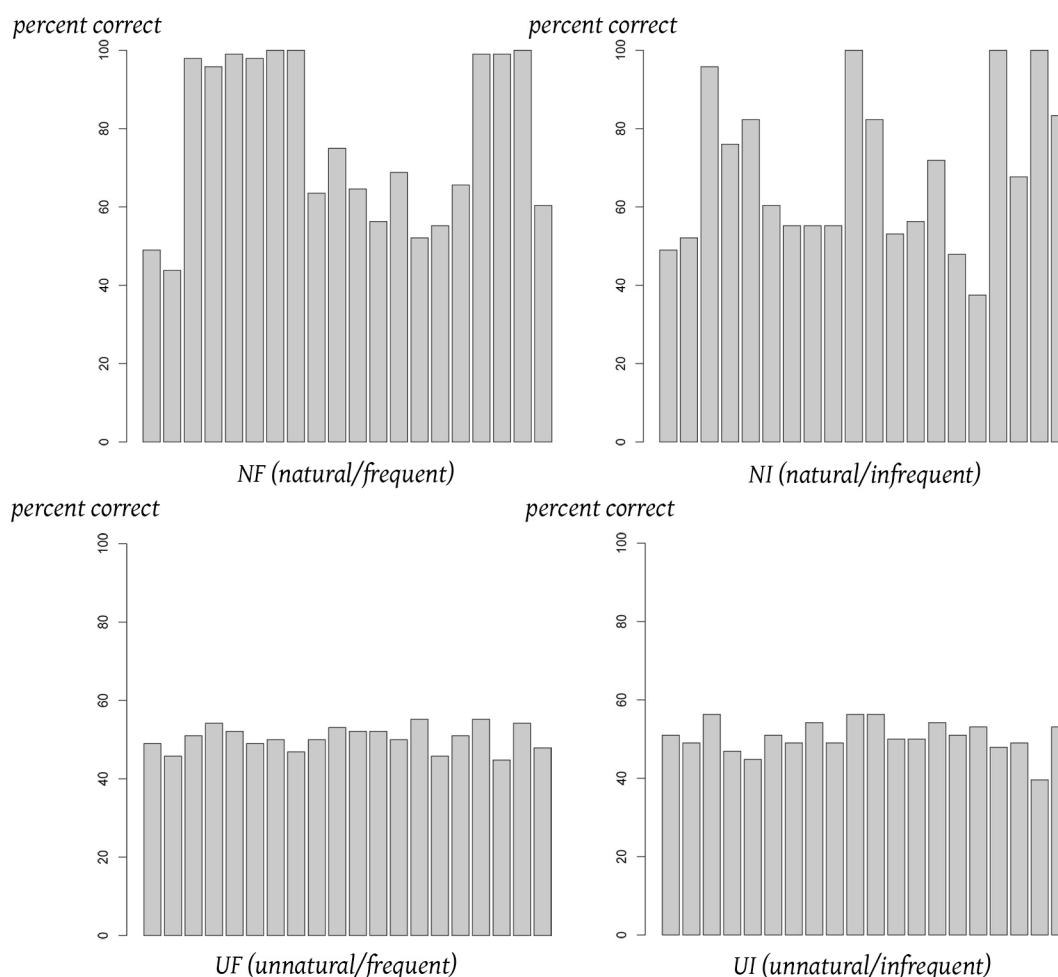 percent correct
0 20 40 60 80 100
NF (natural/frequent)
percent correct
0 20 40 60 80 100
NI (natural/infrequent)
percent correct
0 20 40 60 80 100
UF (unnatural/frequent)
percent correct
0 20 40 60 80 100
UI (unnatural/infrequent)